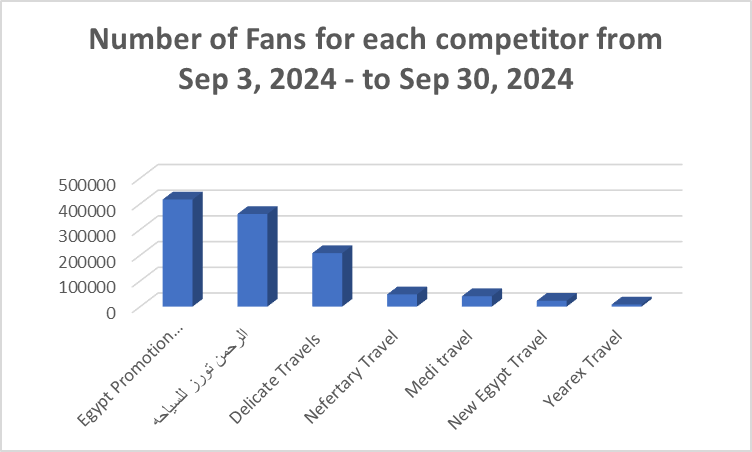 Number of Fans for each competitor from
Sep 3, 2024 - to Sep 30, 2024
500000
400000
300000
200000
100000
0
Egypt Promotion...
الرحمن تورز للسياحه
Delicate Travels
Nefertary Travel
Medi travel
New Egypt Travel
Yearex Travel